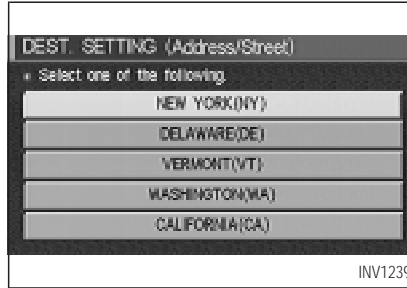 DEST. SETTING (Address/Street)
Select one of the following.
NEW YORK(NY)
DELAWARE(DE)
VERMONT(VT)
WASHINGTON(WA)
CALIFORNIA(CA)
INV1239